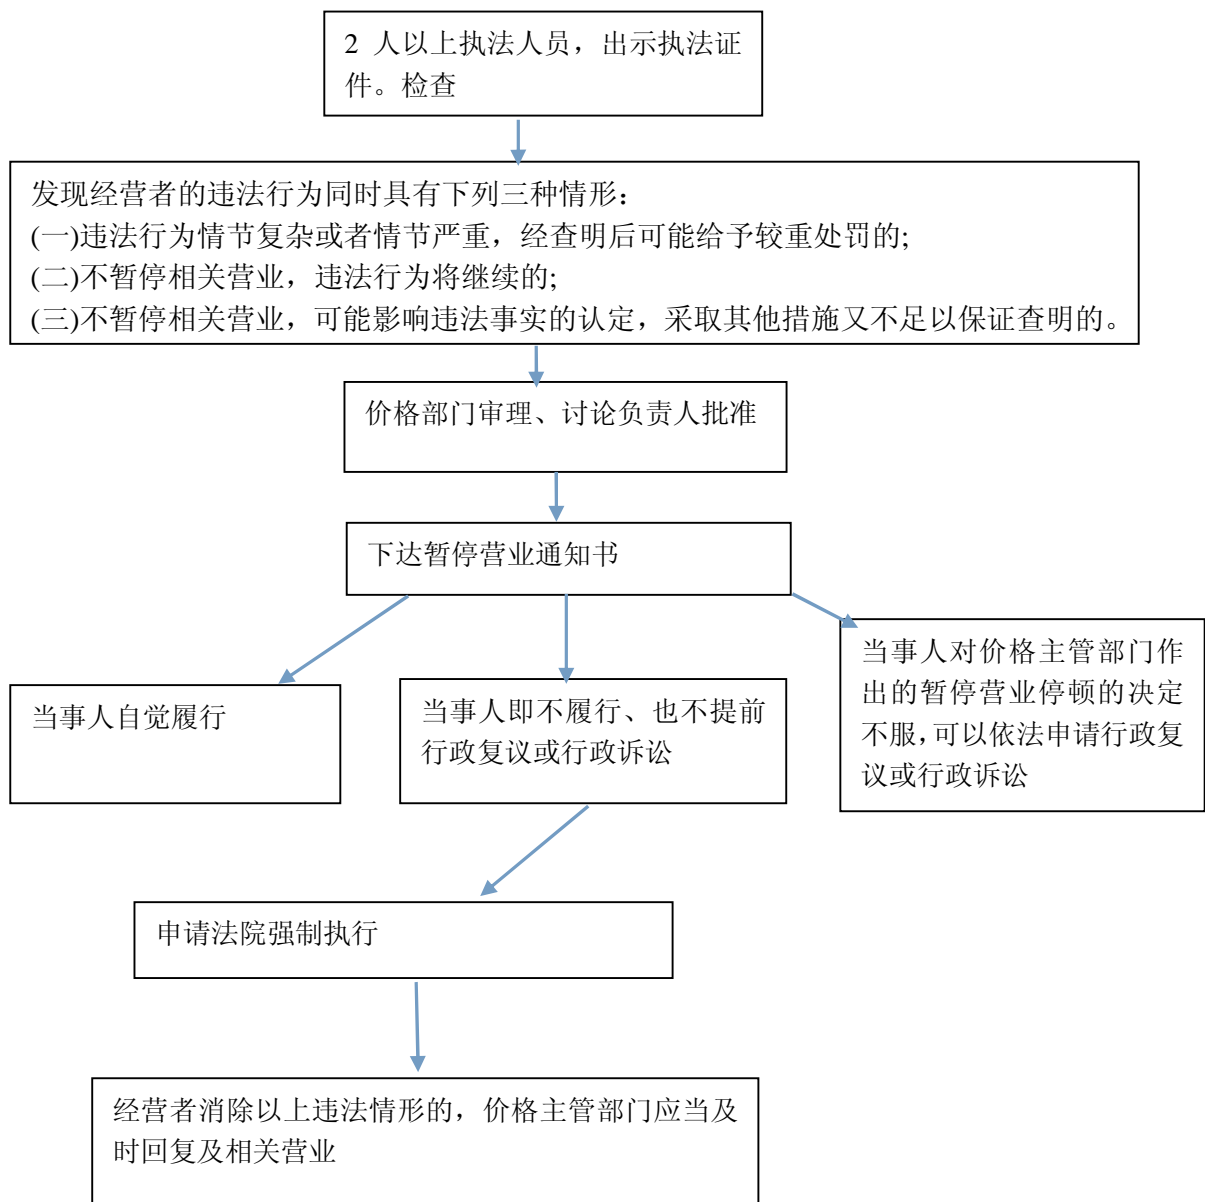 2 人以上执法人员，出示执法证
件。检查
发现经营者的违法行为同时具有下列三种情形：
(一)违法行为情节复杂或者情节严重，经查明后可能给予较重处罚的;
(二)不暂停相关营业，违法行为将继续的;
(三)不暂停相关营业，可能影响违法事实的认定，采取其他措施又不足以保证查明的。
价格部门审理、讨论负责人批准
下达暂停营业通知书
当事人自觉履行
当事人即不履行、也不提前
行政复议或行政诉讼
当事人对价格主管部门作
出的暂停营业停顿的决定
不服，可以依法申请行政复
议或行政诉讼
申请法院强制执行
经营者消除以上违法情形的，价格主管部门应当及
时回复及相关营业